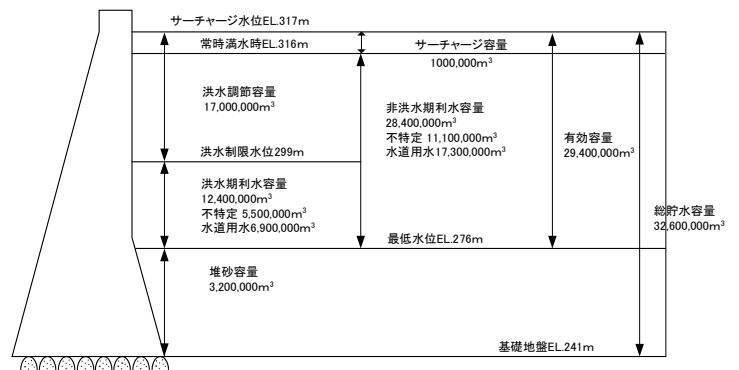 サーチャージ水位EL.317m
常時満水時EL.316m
サーチャージ容量
1000,000m³
洪水調節容量
17,000,000m³
非洪水期利水容量
28,400,000m³
不特定 11,100,000m³
水道用水17,300,000m³
有効容量
29,400,000m³
洪水制限水位299m
洪水期利水容量
12,400,000m³
不特定 5,500,000m³
水道用水6,900,000m³
総貯水容量
32,600,000m³
最低水位EL.276m
堆砂容量
3,200,000m³
基礎地盤EL.241m